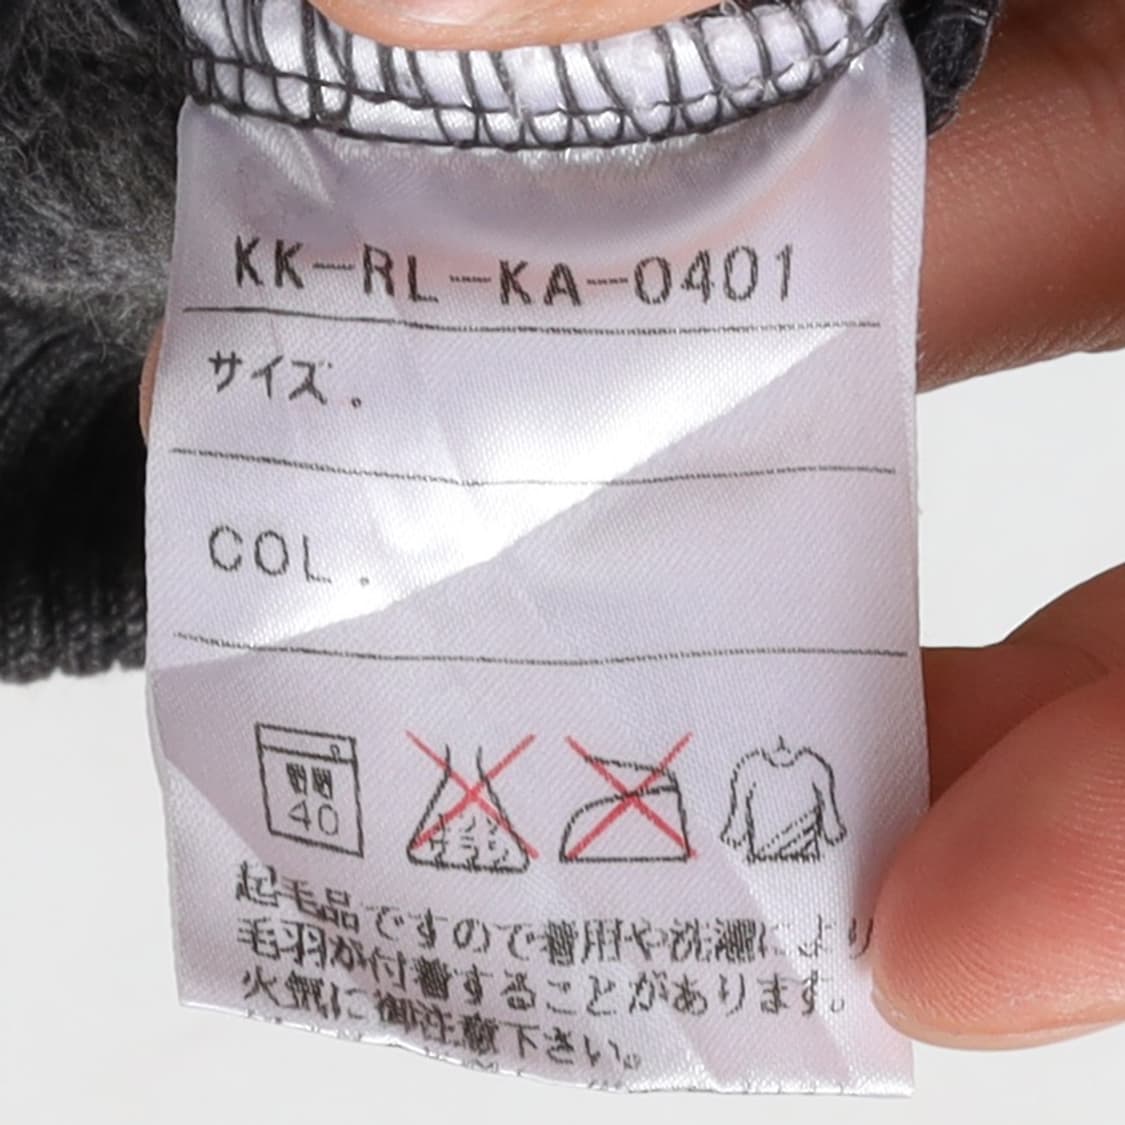 KK-RL-KA-0401
サイズ.
COL.
40
起毛品ですので着用や洗濯により
毛羽が付着することがあります。
火気に御注意下さい。